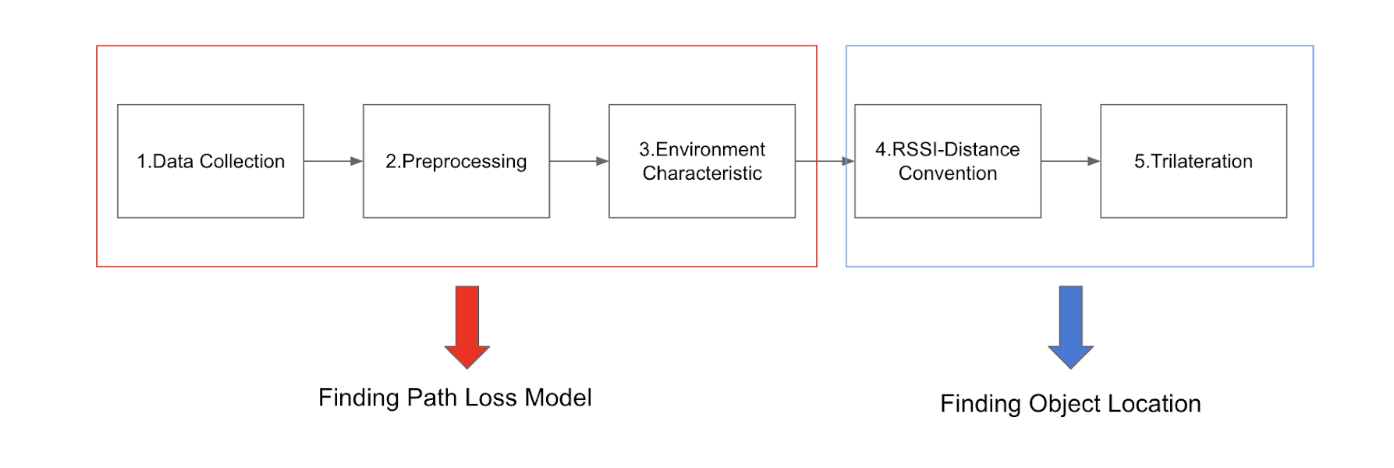 1.Data Collection
2.Preprocessing
3.Environment
Characteristic
4.RSSI-Distance
Convention
5.Trilateration
Finding Path Loss Model
Finding Object Location